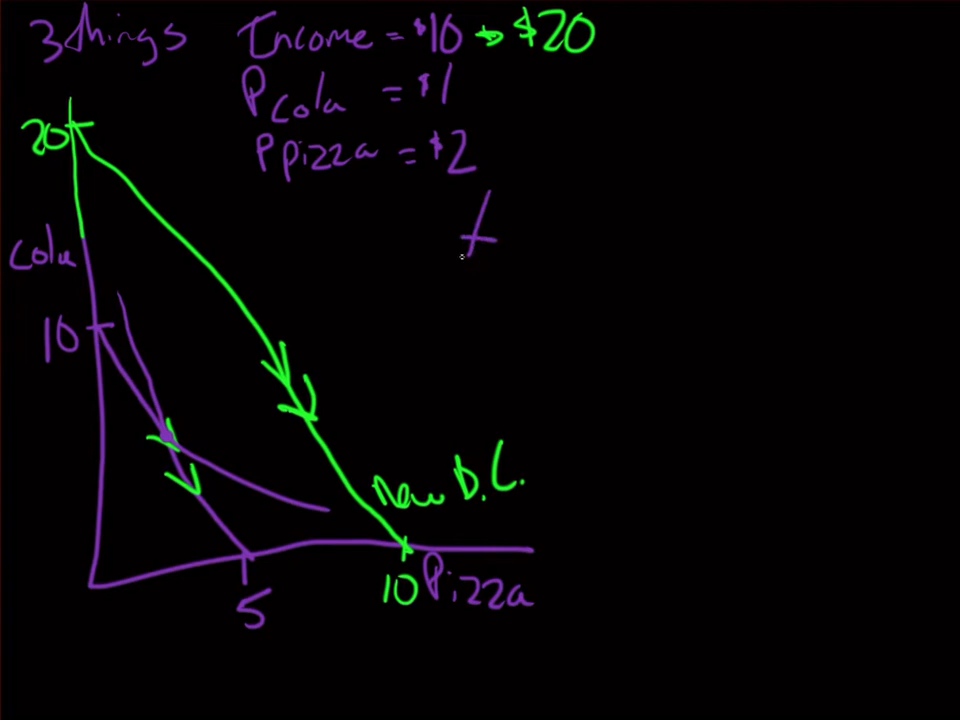 3 things Income = $10 → $20
P cola = $1
P pizza = $2
20
Cola
10
New B.C.
10 Pizza
5